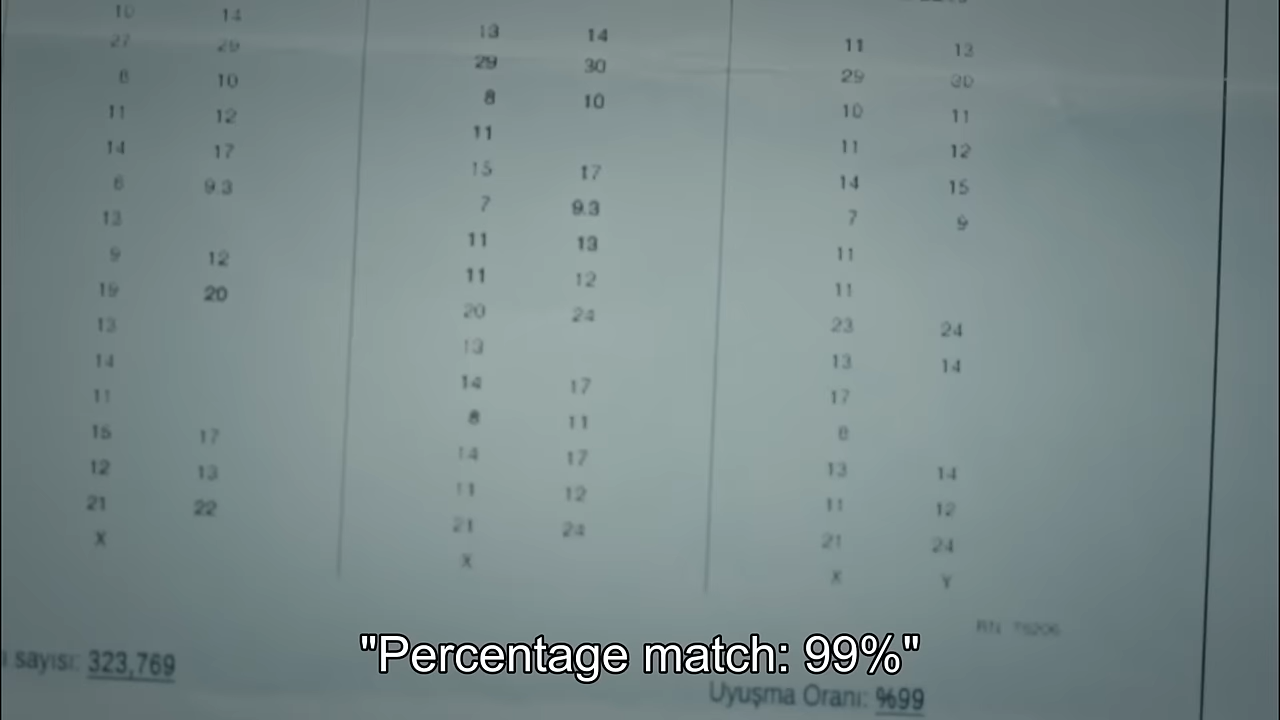 10 14
27 29 13 14 11 13
8 10 29 30 29 30
11 12 8 10 10 11
14 17 11 11 12
6 9.3 15 17 14 15
13 7 9.3 7 9
9 12 11 13 11
19 20 11 12 11
13 20 24 23 24
14 13 13 14
11 14 17 17
15 17 8 11 8
12 13 14 17 13 14
21 22 11 12 11 12
X 21 24 21 24
X X Y
sayısı: 323,769
"Percentage match: 99%"
Uyuşma Oranı: %99